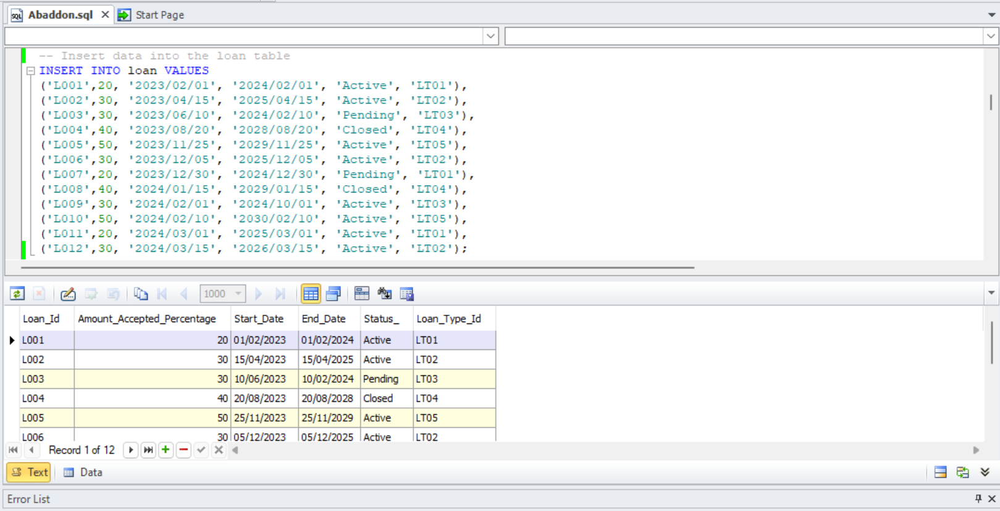 Abaddon.sql Start Page
-- Insert data into the loan table
INSERT INTO loan VALUES
('L001',20, '2023/02/01', '2024/02/01', 'Active', 'LT01'),
('L002',30, '2023/04/15', '2025/04/15', 'Active', 'LT02'),
('L003',30, '2023/06/10', '2024/02/10', 'Pending', 'LT03'),
('L004',40, '2023/08/20', '2028/08/20', 'Closed', 'LT04'),
('L005',50, '2023/11/25', '2029/11/25', 'Active', 'LT05'),
('L006',30, '2023/12/05', '2025/12/05', 'Active', 'LT02'),
('L007',20, '2023/12/30', '2024/12/30', 'Pending', 'LT01'),
('L008',40, '2024/01/15', '2029/01/15', 'Closed', 'LT04'),
('L009',30, '2024/02/01', '2024/10/01', 'Active', 'LT03'),
('L010',50, '2024/02/10', '2030/02/10', 'Active', 'LT05'),
('L011',20, '2024/03/01', '2025/03/01', 'Active', 'LT01'),
('L012',30, '2024/03/15', '2026/03/15', 'Active', 'LT02');
1000
Loan_Id Amount_Accepted_Percentage Start_Date End_Date Status_ Loan_Type_Id
L001 20 01/02/2023 01/02/2024 Active LT01
L002 30 15/04/2023 15/04/2025 Active LT02
L003 30 10/06/2023 10/02/2024 Pending LT03
L004 40 20/08/2023 20/08/2028 Closed LT04
L005 50 25/11/2023 25/11/2029 Active LT05
L006 30 05/12/2023 05/12/2025 Active LT02
Record 1 of 12
Text Data
Error List